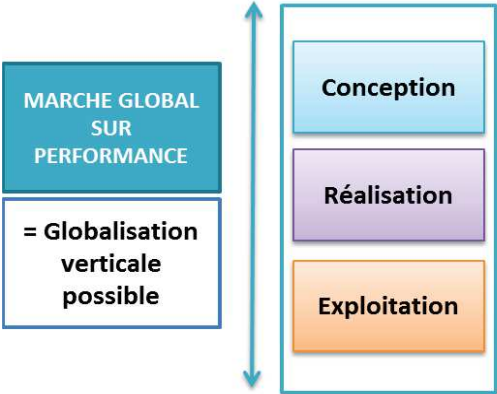 MARCHE GLOBAL
SUR
PERFORMANCE
= Globalisation
verticale
possible
Conception
Réalisation
Exploitation